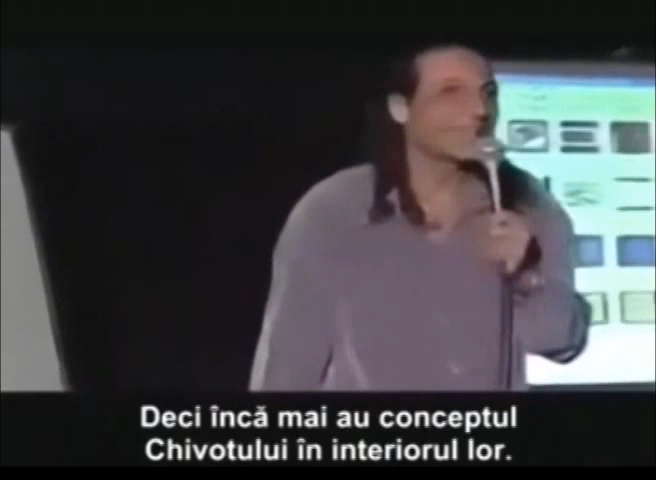 Deci încă mai au conceptul
Chivotului în interiorul lor.